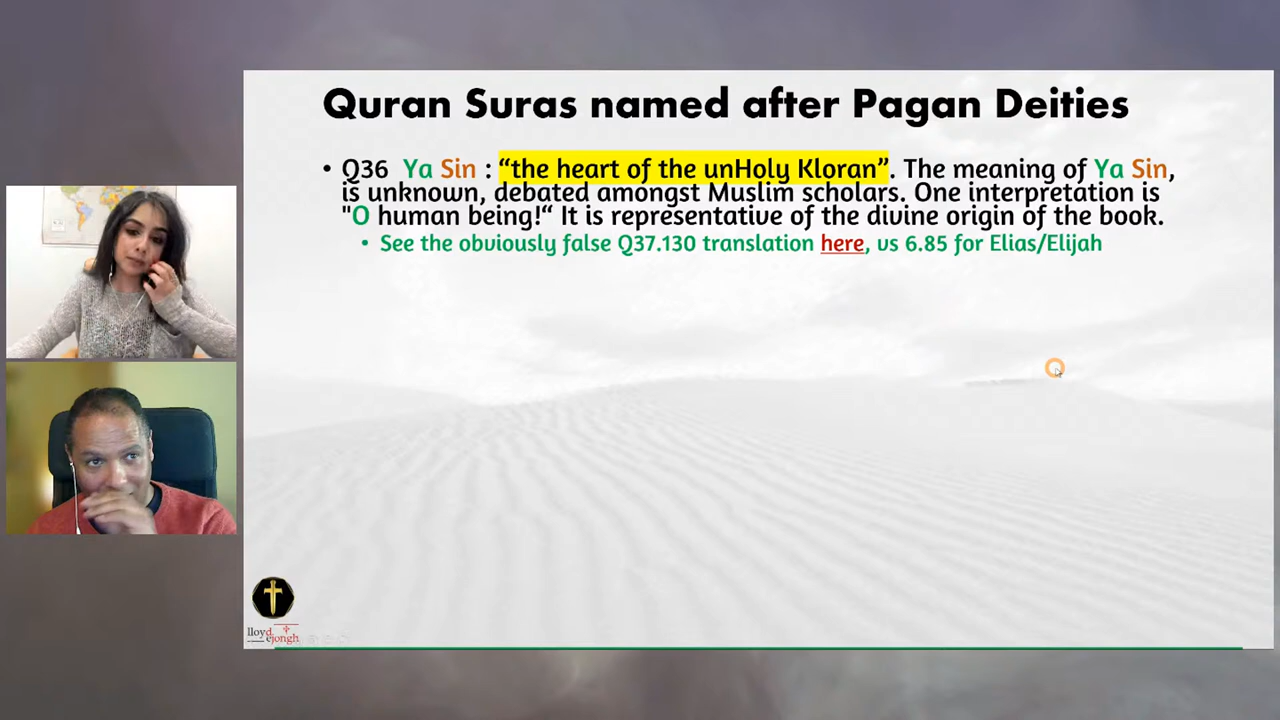 Quran Suras named after Pagan Deities
• Q36 Ya Sin : “the heart of the unHoly Kloran”. The meaning of Ya Sin,
is unknown, debated amongst Muslim scholars. One interpretation is
"O human being!“ It is representative of the divine origin of the book.
• See the obviously false Q37.130 translation here, vs 6.85 for Elias/Elijah
lloyd
ejongh